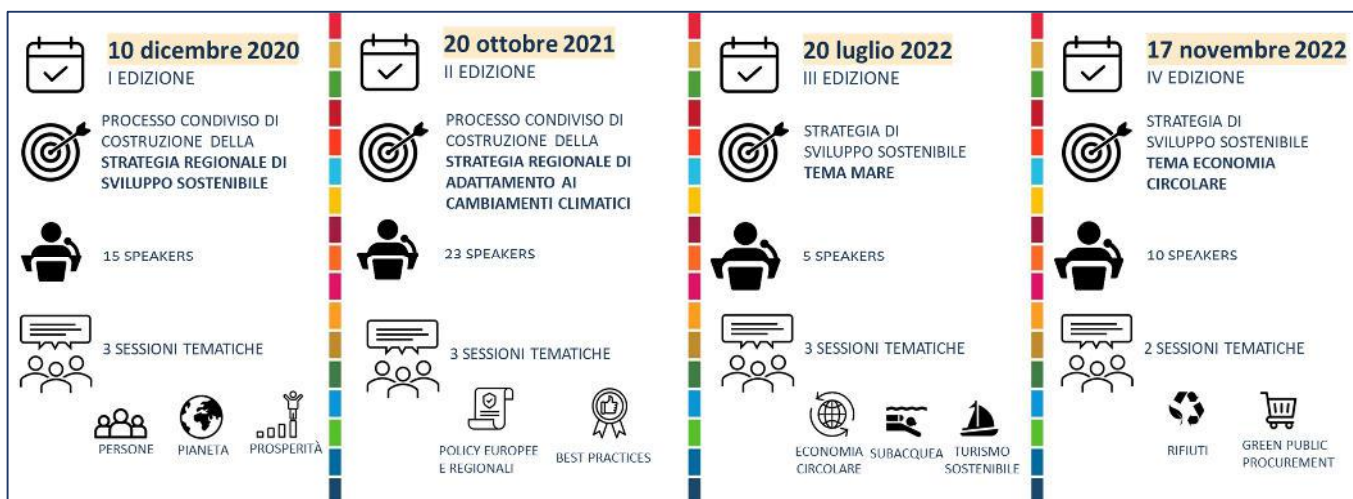 10 dicembre 2020
I EDIZIONE
PROCESSO CONDIVISO DI
COSTRUZIONE DELLA
STRATEGIA REGIONALE DI
SVILUPPO SOSTENIBILE
15 SPEAKERS
3 SESSIONI TEMATICHE
PERSONE
PIANETA
PROSPERITÀ
20 ottobre 2021
II EDIZIONE
PROCESSO CONDIVISO DI
COSTRUZIONE DELLA
STRATEGIA REGIONALE DI
ADATTAMENTO AI
CAMBIAMENTI CLIMATICI
23 SPEAKERS
3 SESSIONI TEMATICHE
POLICY EUROPEE
E REGIONALI
BEST PRACTICES
20 luglio 2022
III EDIZIONE
STRATEGIA DI
SVILUPPO SOSTENIBILE
TEMA MARE
5 SPEAKERS
3 SESSIONI TEMATICHE
ECONOMIA
CIRCOLARE
SUBACQUEA
TURISMO
SOSTENIBILE
17 novembre 2022
IV EDIZIONE
STRATEGIA DI
SVILUPPO SOSTENIBILE
TEMA ECONOMIA
CIRCOLARE
10 SPEAKERS
2 SESSIONI TEMATICHE
RIFIUTI
GREEN PUBLIC
PROCUREMENT